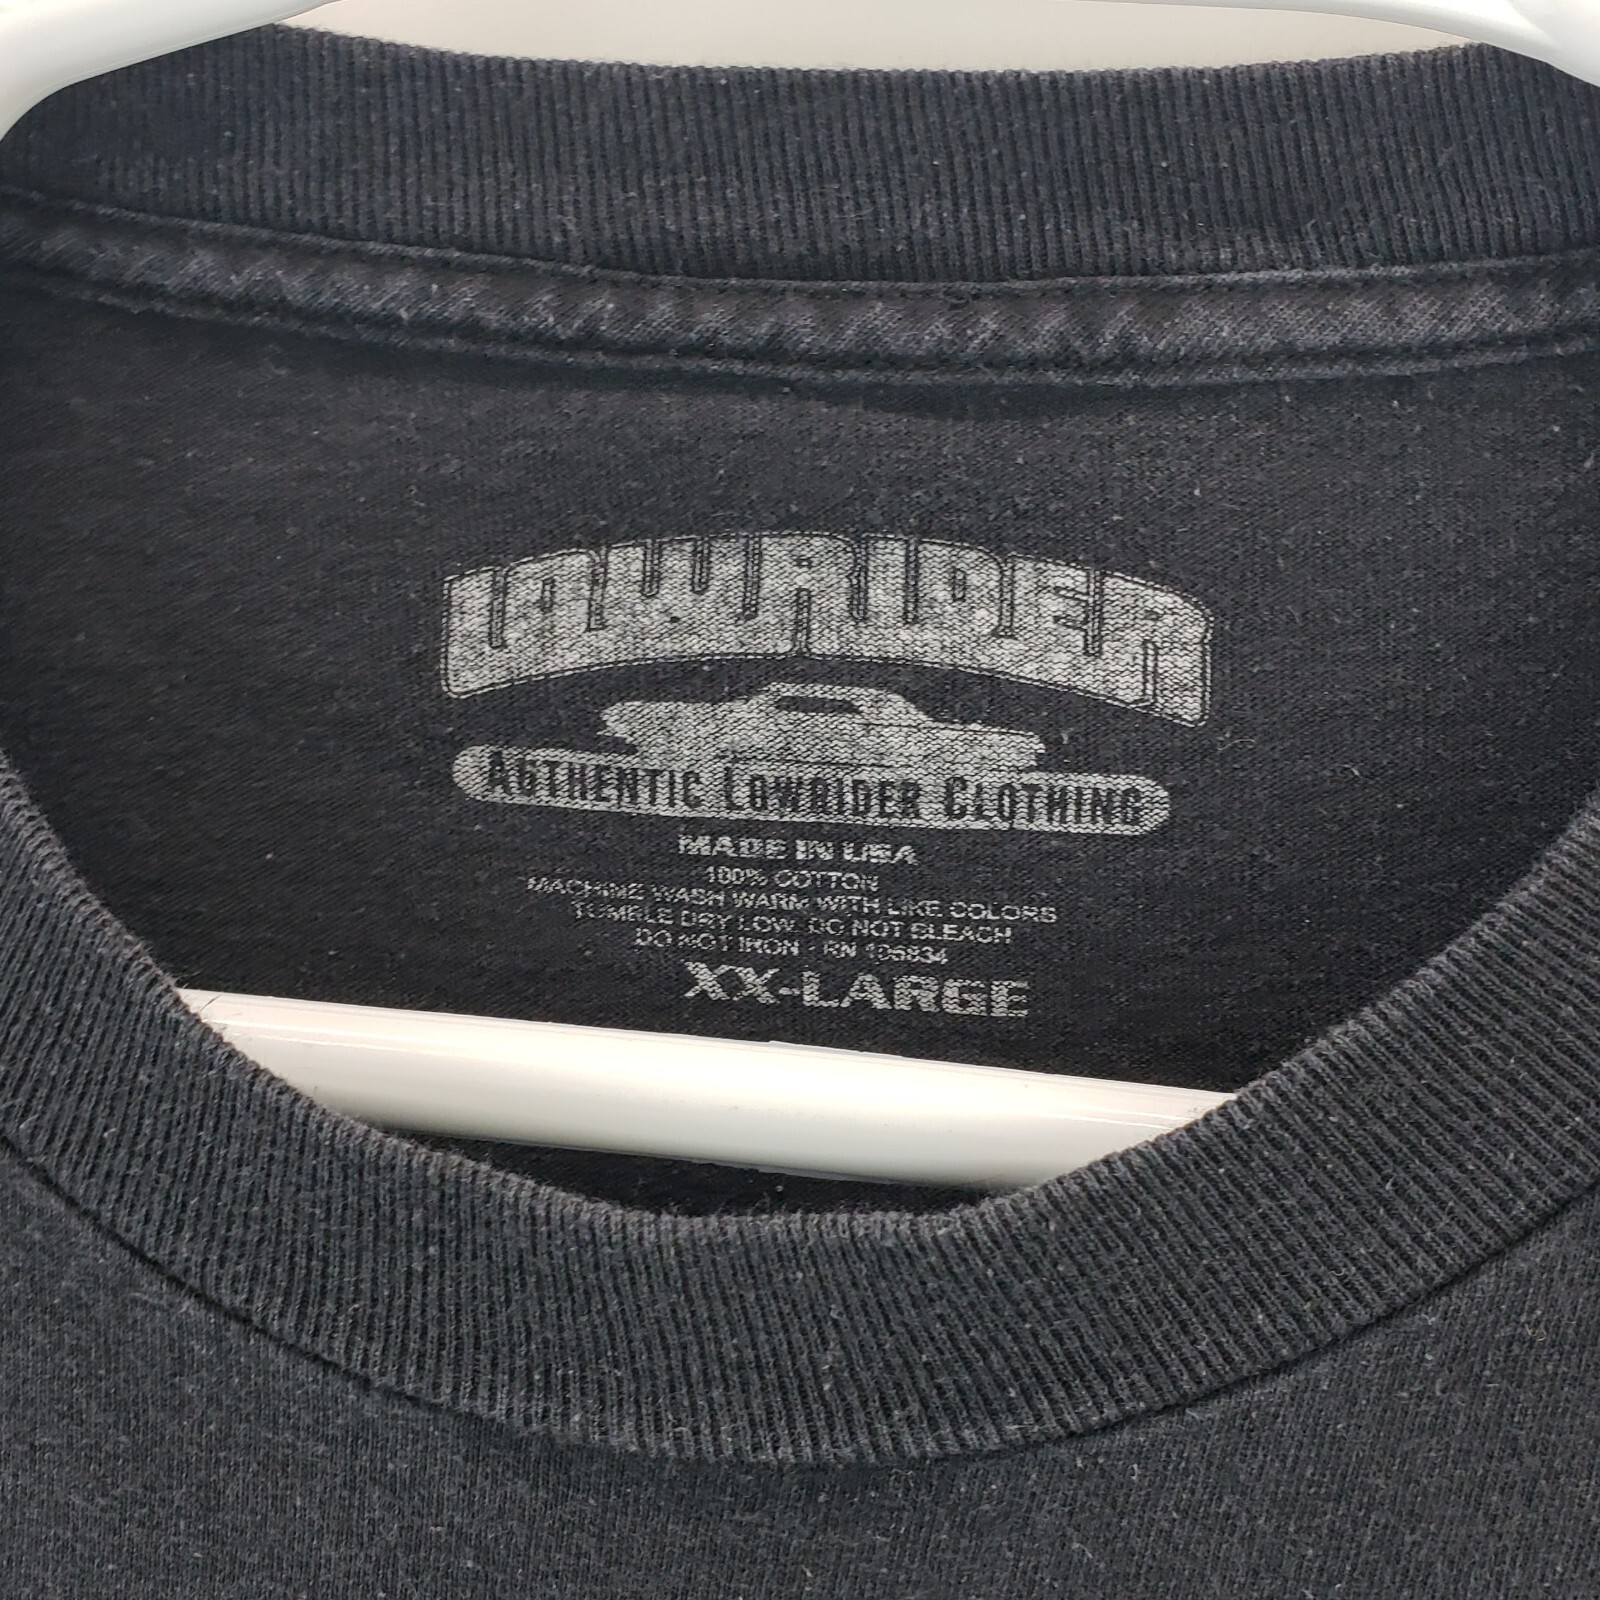 LOWRIDER
AUTHENTIC LOWRIDER CLOTHING
MADE IN USA
100% COTTON
MACHINE WASH WARM WITH LIKE COLORS
TUMBLE DRY LOW. DO NOT BLEACH
DO NOT IRON - RN
XX-LARGE